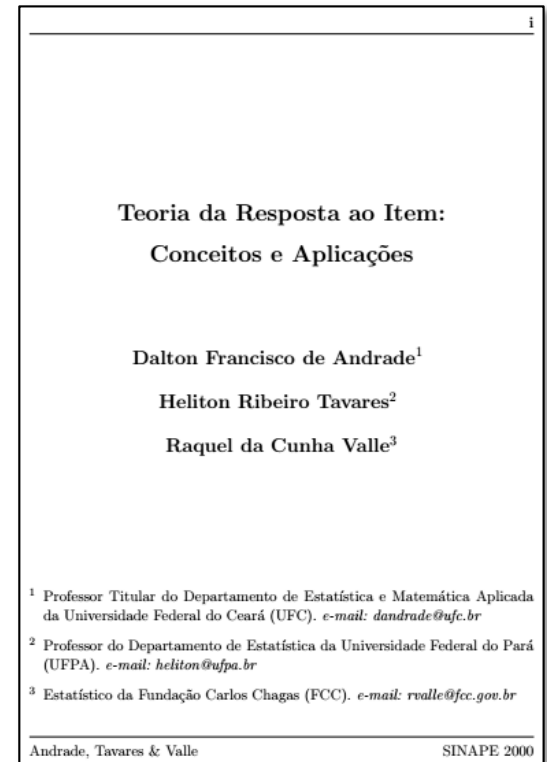 i
Teoria da Resposta ao Item:
Conceitos e Aplicações
Dalton Francisco de Andrade¹
Heliton Ribeiro Tavares²
Raquel da Cunha Valle³
¹ Professor Titular do Departamento de Estatística e Matemática Aplicada
da Universidade Federal do Ceará (UFC). e-mail: dandrade@ufc.br
² Professor do Departamento de Estatística da Universidade Federal do Pará
(UFPA). e-mail: heliton@ufpa.br
³ Estatístico da Fundação Carlos Chagas (FCC). e-mail: rvalle@fcc.gov.br
Andrade, Tavares & Valle SINAPE 2000